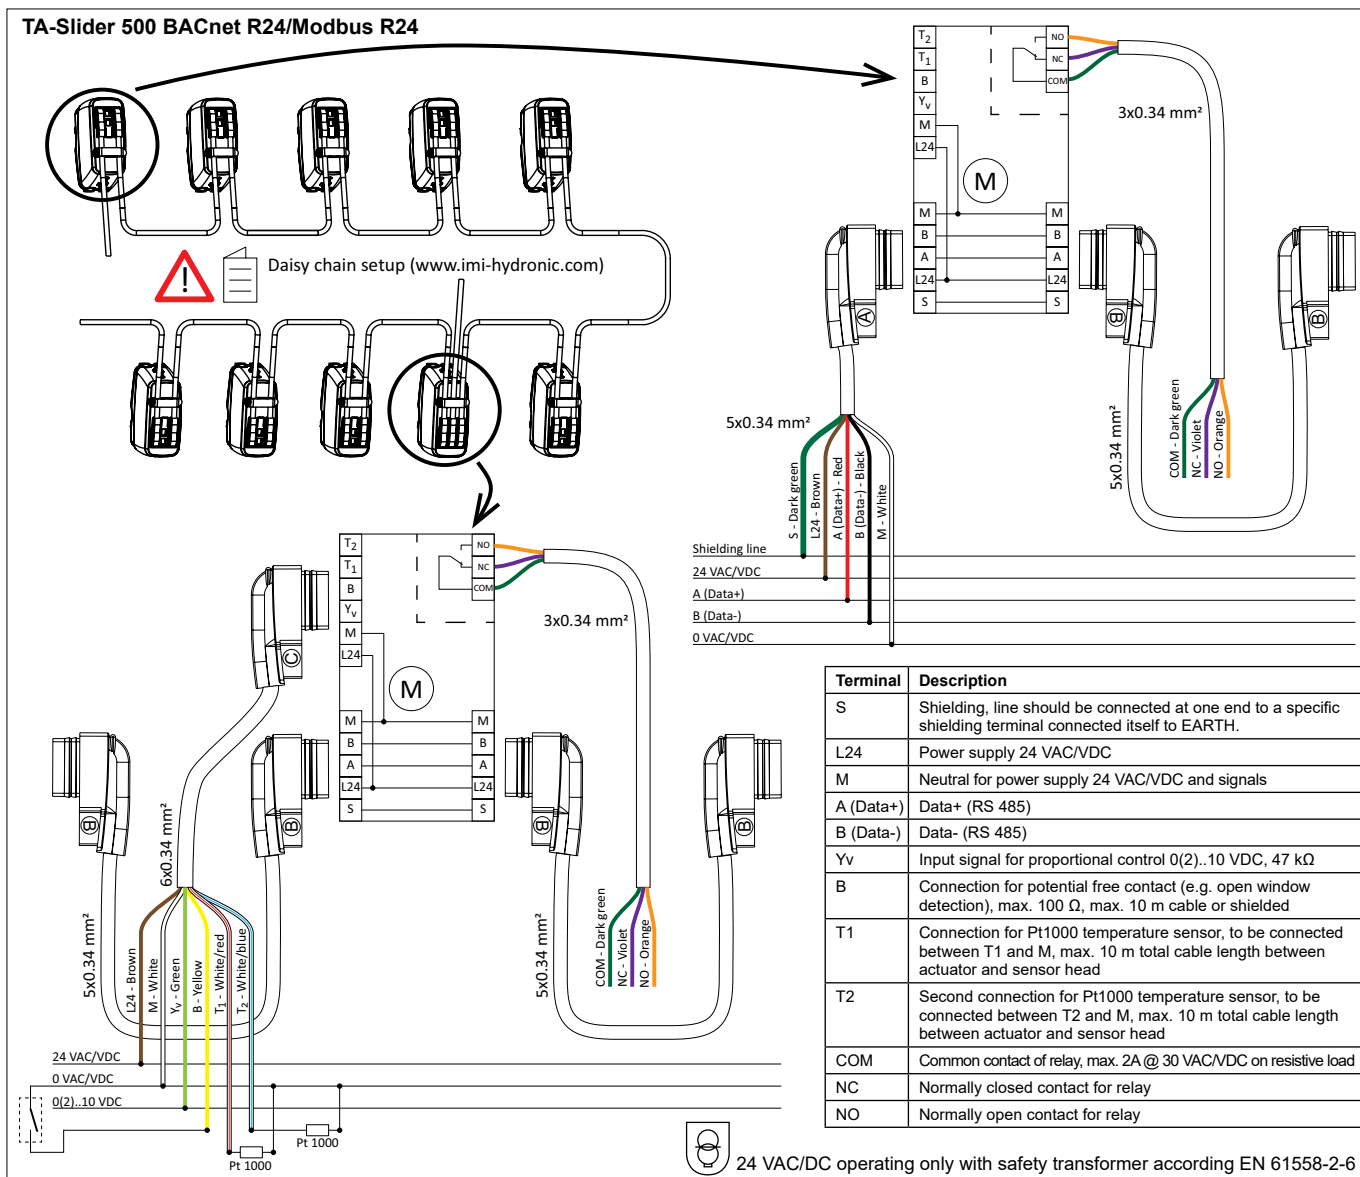 TA-Slider 500 BACnet R24/Modbus R24
Daisy chain setup (www.imi-hydronic.com)
T2
T1
B
Yv
M
L24
NO
NC
COM
M
3x0.34 mm²
M
B
A
L24
S
M
B
A
L24
S
A
B
B
5x0.34 mm²
5x0.34 mm²
S - Dark green
L24 - Brown
A (Data+) - Red
B (Data-) - Black
M - White
COM - Dark green
NC - Violet
NO - Orange
Shielding line
24 VAC/VDC
A (Data+)
B (Data-)
0 VAC/VDC
T2
T1
B
Yv
M
L24
NO
NC
COM
M
3x0.34 mm²
M
B
A
L24
S
M
B
A
L24
S
C
B
B
B
B
6x0.34 mm²
5x0.34 mm²
5x0.34 mm²
L24 - Brown
M - White
Yv - Green
B - Yellow
T1 - White/red
T2 - White/blue
COM - Dark green
NC - Violet
NO - Orange
24 VAC/VDC
0 VAC/VDC
0(2)..10 VDC
Pt 1000
Pt 1000
Terminal Description
S Shielding, line should be connected at one end to a specific
shielding terminal connected itself to EARTH.
L24 Power supply 24 VAC/VDC
M Neutral for power supply 24 VAC/VDC and signals
A (Data+) Data+ (RS 485)
B (Data-) Data- (RS 485)
Yv Input signal for proportional control 0(2)..10 VDC, 47 kΩ
B Connection for potential free contact (e.g. open window
detection), max. 100 Ω, max. 10 m cable or shielded
T1 Connection for Pt1000 temperature sensor, to be connected
between T1 and M, max. 10 m total cable length between
actuator and sensor head
T2 Second connection for Pt1000 temperature sensor, to be
connected between T2 and M, max. 10 m total cable length
between actuator and sensor head
COM Common contact of relay, max. 2A @ 30 VAC/VDC on resistive load
NC Normally closed contact for relay
NO Normally open contact for relay
24 VAC/DC operating only with safety transformer according EN 61558-2-6